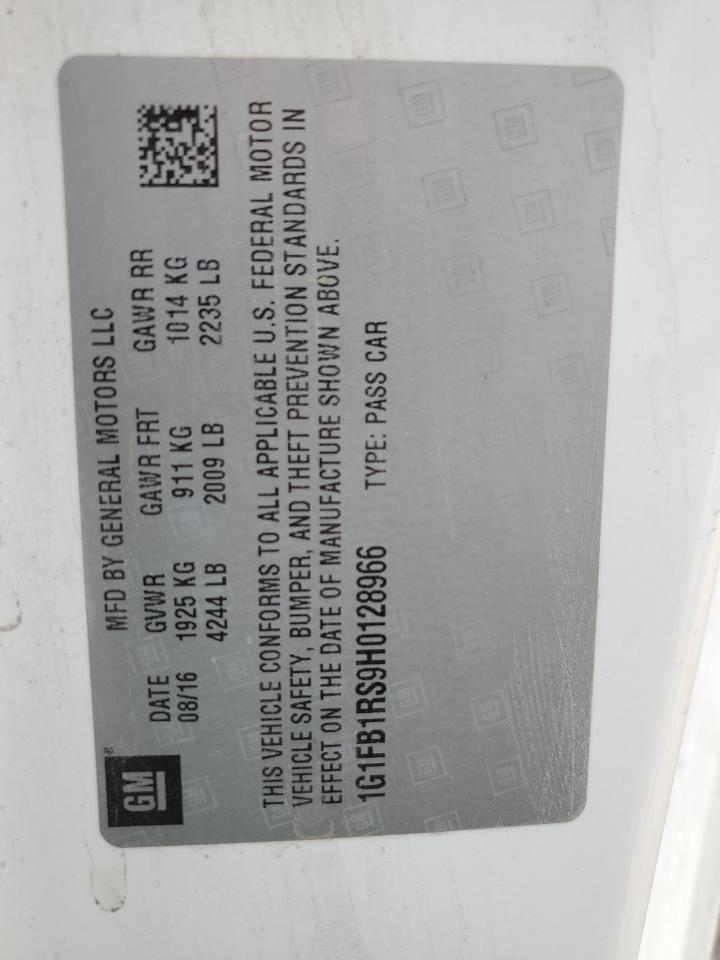 GM®
MFD BY GENERAL MOTORS LLC
DATE GVWR GAWR FRT GAWR RR
08/16 1925 KG 911 KG 1014 KG
4244 LB 2009 LB 2235 LB
THIS VEHICLE CONFORMS TO ALL APPLICABLE U.S. FEDERAL MOTOR
VEHICLE SAFETY, BUMPER, AND THEFT PREVENTION STANDARDS IN
EFFECT ON THE DATE OF MANUFACTURE SHOWN ABOVE.
1G1FB1RS9H0128966 TYPE: PASS CAR